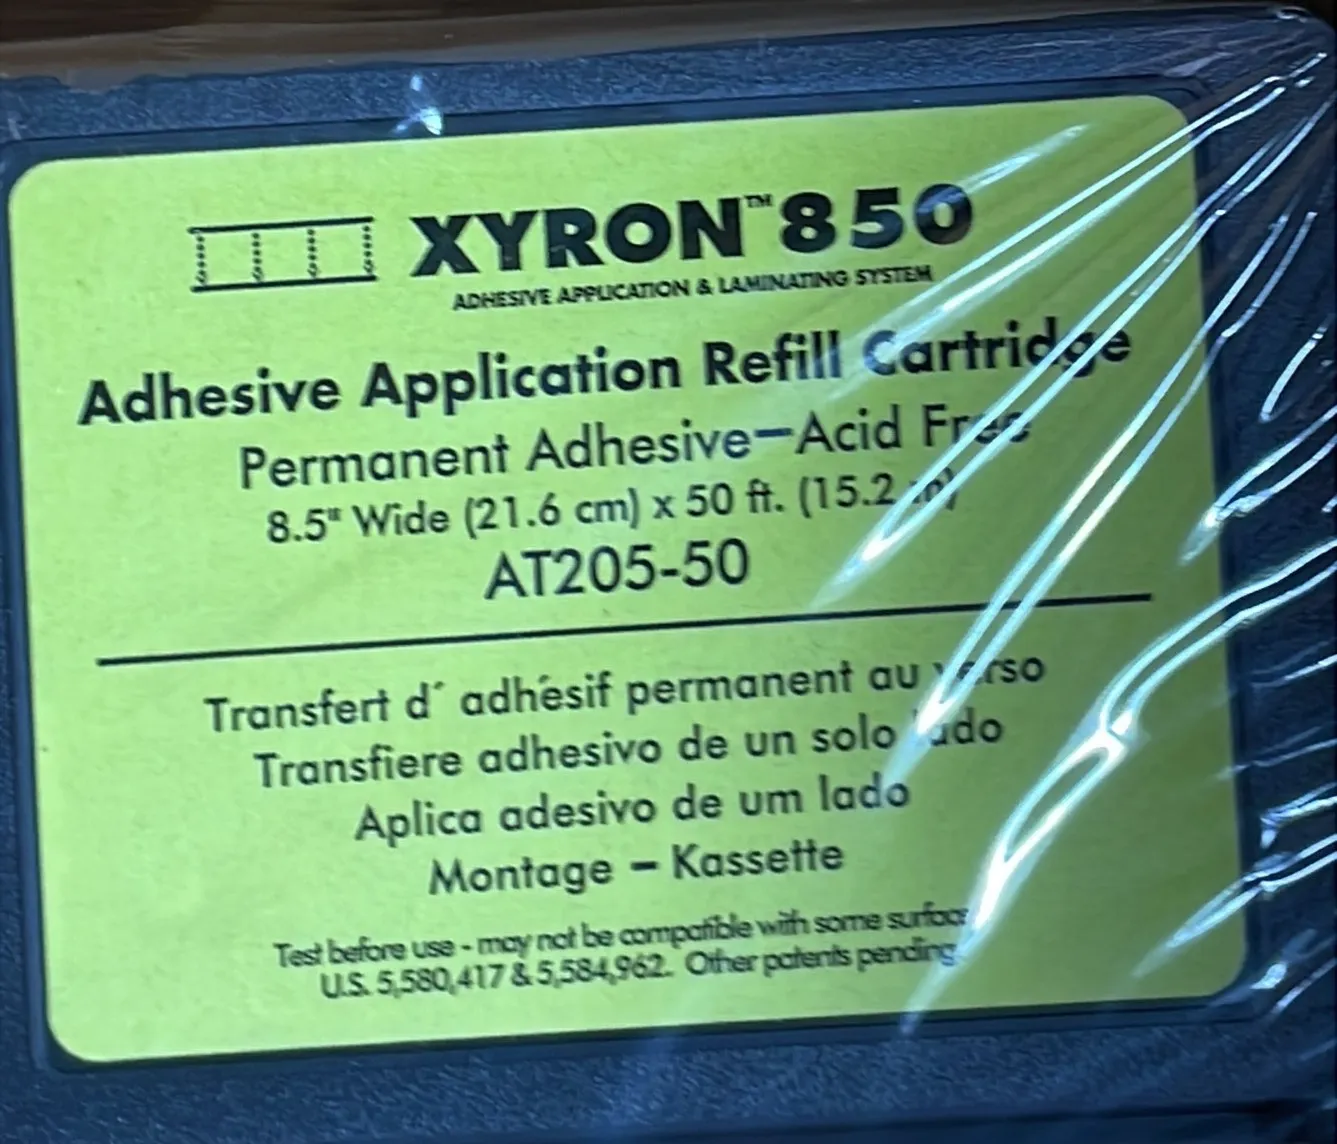 XYRON™850
ADHESIVE APPLICATION & LAMINATING SYSTEM
Adhesive Application Refill Cartridge
Permanent Adhesive–Acid Free
8.5" Wide (21.6 cm) x 50 ft. (15.2 m)
AT205-50
Transfert d´ adhésif permanent au verso
Transfiere adhesivo de un solo lado
Aplica adesivo de um lado
Montage – Kassette
Test before use - may not be compatible with some
U.S. 5,580,417 & 5,584,962. Other patents pending.